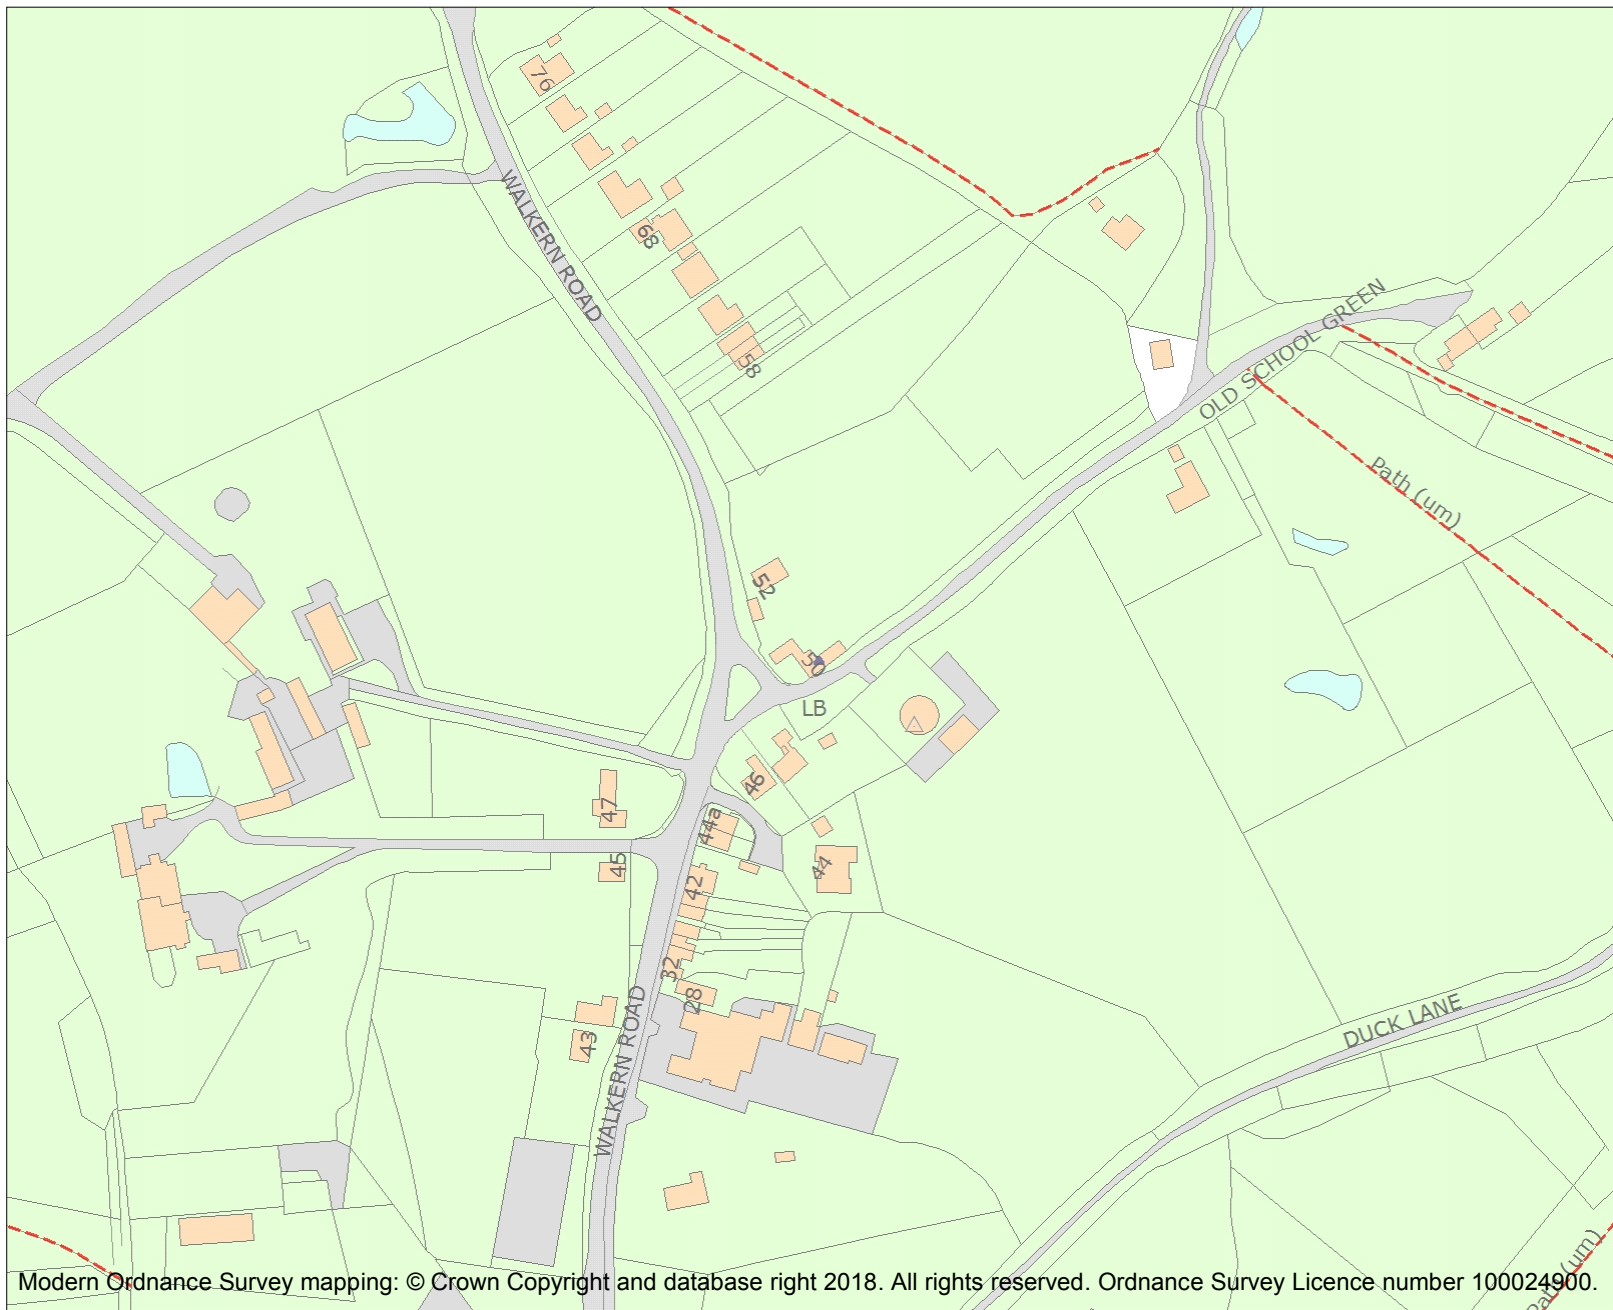 76
WALKERN ROAD
68
OLD SCHOOL GREEN
58
Path (um)
52
50
LB
46
47
44a
45
44
42
32
28
WALKERN ROAD
DUCK LANE
43
Path (um)
Modern Ordnance Survey mapping: © Crown Copyright and database right 2018. All rights reserved. Ordnance Survey Licence number 100024900.